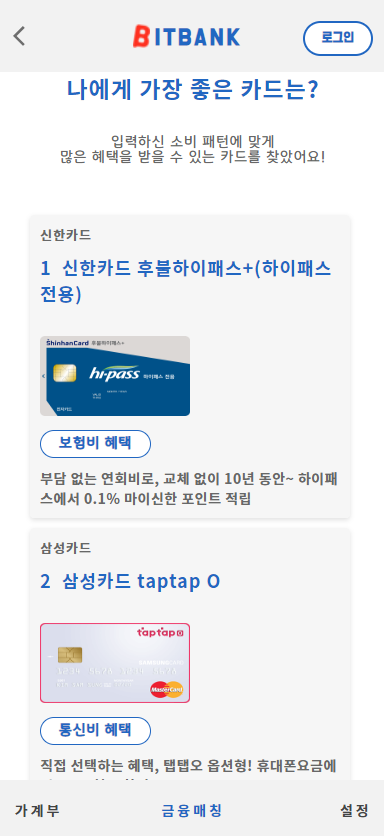 BITBANK
로그인
나에게 가장 좋은 카드는?
입력하신 소비 패턴에 맞게
많은 혜택을 받을 수 있는 카드를 찾았어요!
신한카드
1 신한카드 후불하이패스+(하이패스
전용)
ShinhanCard 후불하이패스+
hi-pass 하이패스 전용
보험비 혜택
부담 없는 연회비로, 교체 없이 10년 동안~ 하이패
스에서 0.1% 마이신한 포인트 적립
삼성카드
2 삼성카드 taptap O
taptap O
MasterCard
통신비 혜택
직접 선택하는 혜택, 탭탭오 옵션형! 휴대폰요금에
가계부
금융매칭
설정